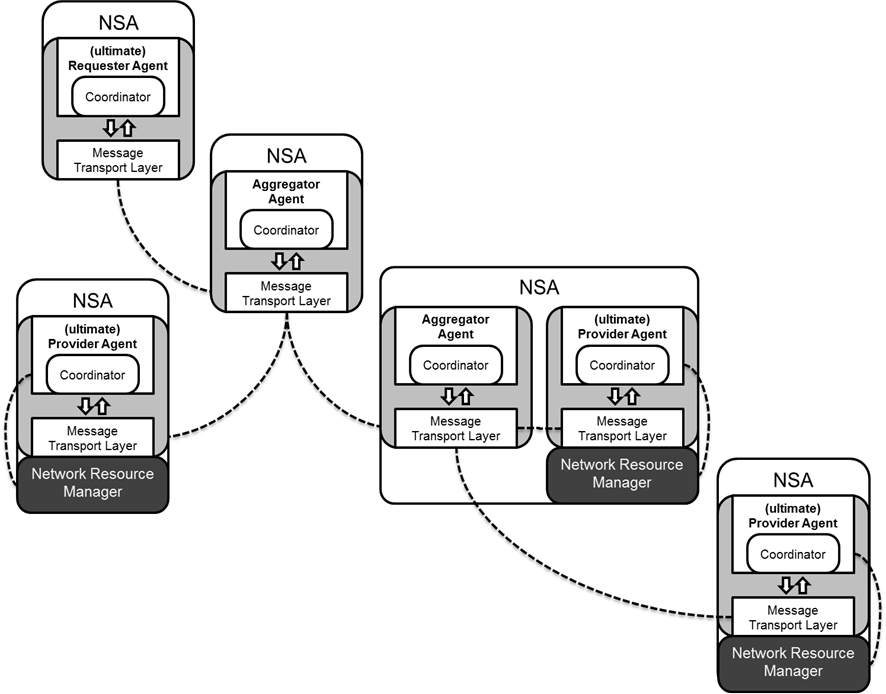 NSA
(ultimate)
Requester Agent
Coordinator
Message
Transport Layer
NSA
Aggregator
Agent
Coordinator
Message
Transport Layer
NSA
(ultimate)
Provider Agent
Coordinator
Message
Transport Layer
Network Resource
Manager
NSA
Aggregator
Agent
Coordinator
Message
Transport Layer
(ultimate)
Provider Agent
Coordinator
Message
Transport Layer
Network Resource
Manager
NSA
(ultimate)
Provider Agent
Coordinator
Message
Transport Layer
Network Resource
Manager